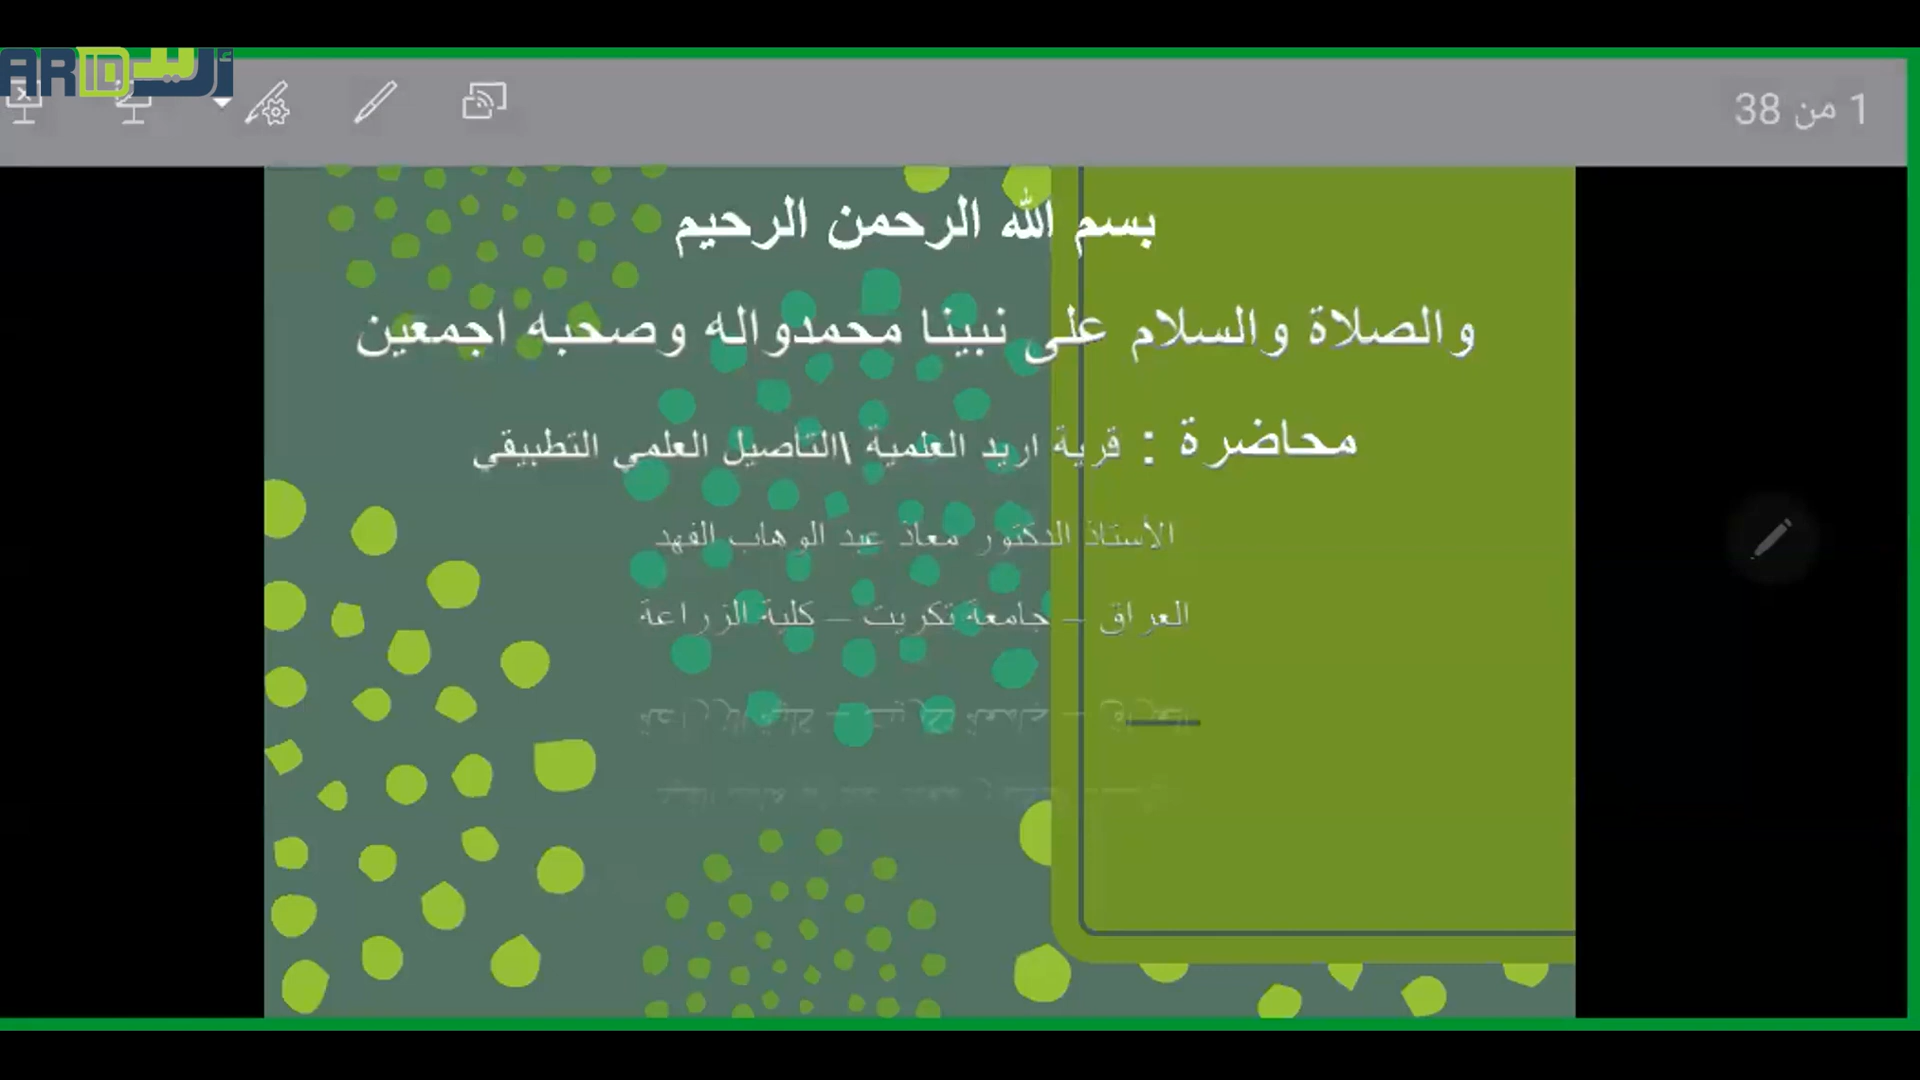 ARID أريد
1 من 38
بسم الله الرحمن الرحيم
والصلاة والسلام على نبينا محمدواله وصحبه اجمعين
محاضرة : قرية اريد العلمية \التأصيل العلمي التطبيقي
الأستاذ الدكتور معاذ عبد الوهاب الفهد
العراق – جامعة تكريت – كلية الزراعة